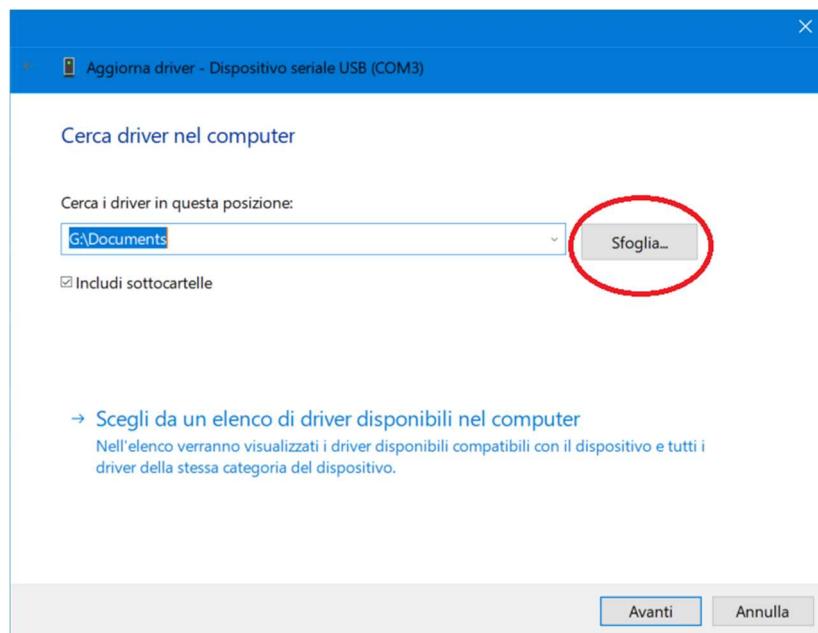 Aggiorna driver - Dispositivo seriale USB (COM3)
Cerca driver nel computer
Cerca i driver in questa posizione:
G:\Documents
Sfoglia...
Includi sottocartelle
Scegli da un elenco di driver disponibili nel computer
Nell'elenco verranno visualizzati i driver disponibili compatibili con il dispositivo e tutti i
driver della stessa categoria del dispositivo.
Avanti
Annulla